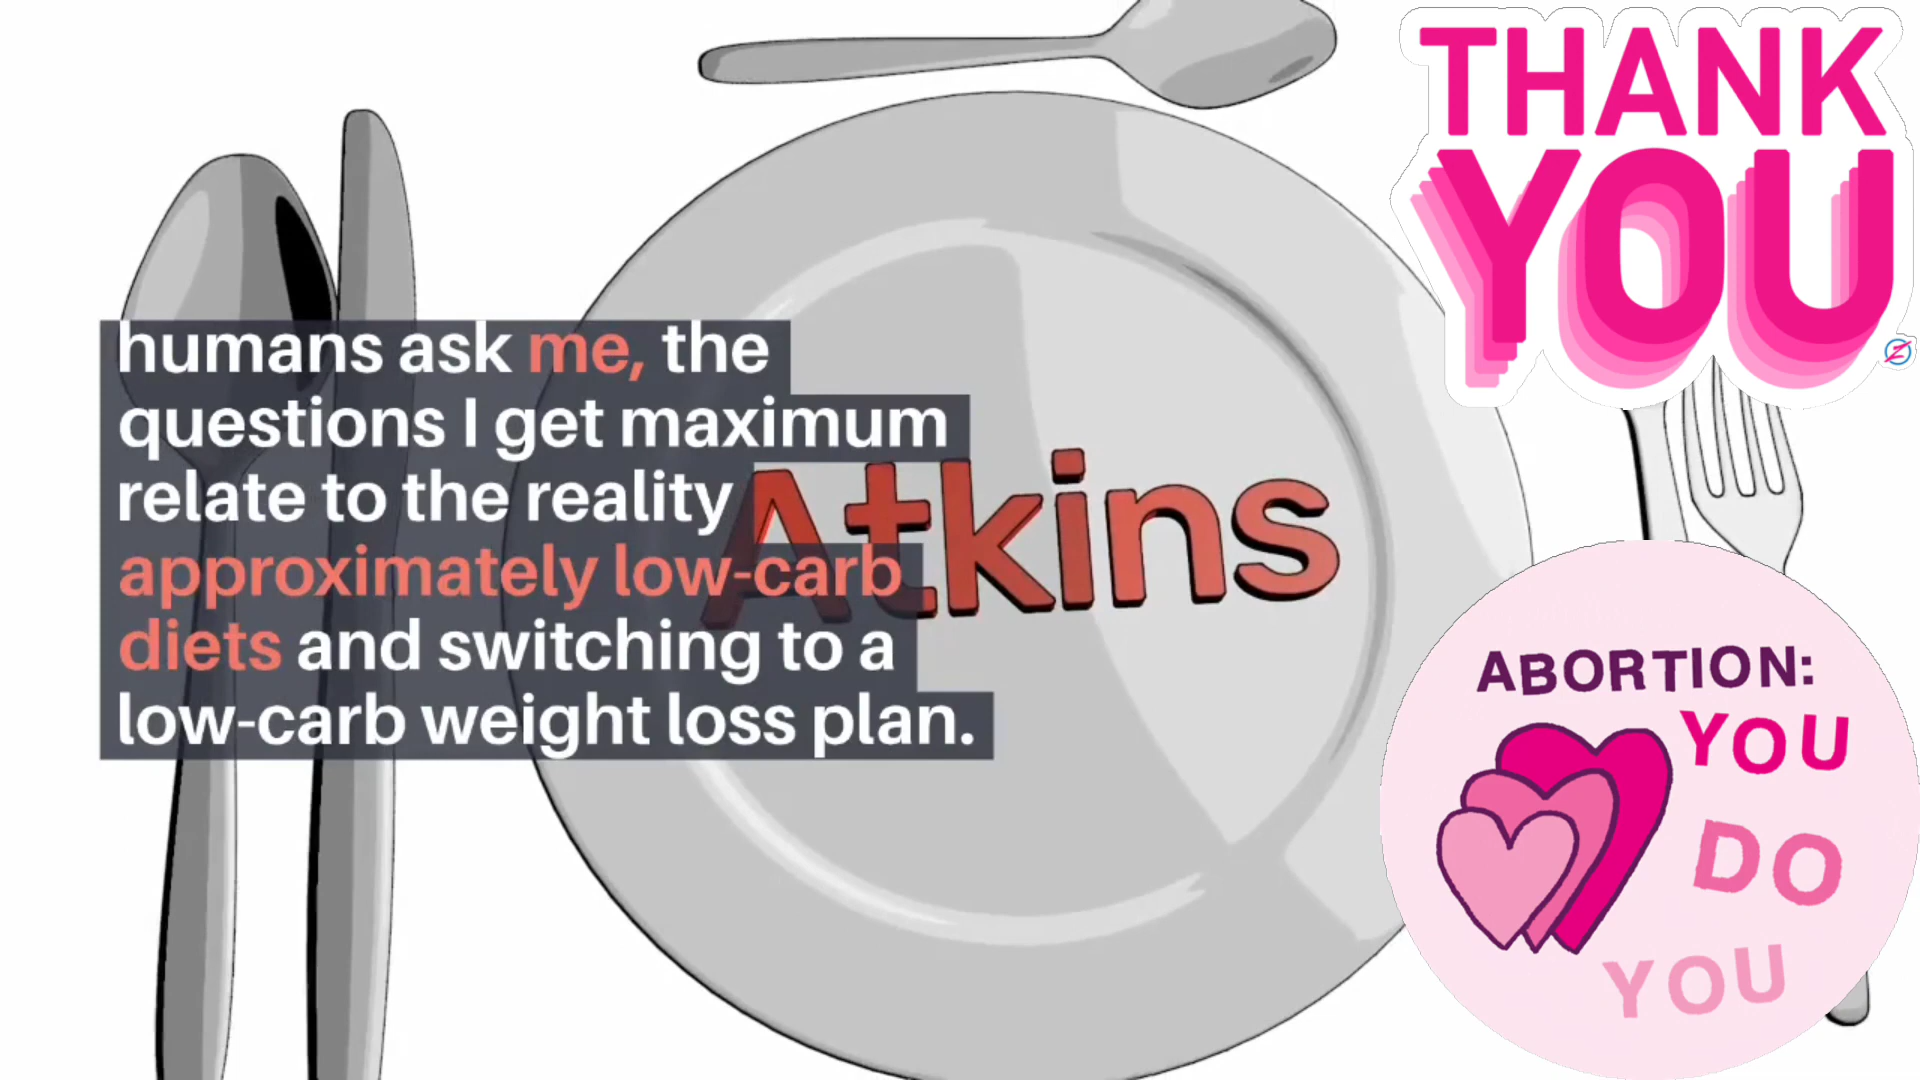 humans ask me, the
questions I get maximum
relate to the reality
approximately low-carb
diets and switching to a
low-carb weight loss plan.
Atkins
THANK
YOU
ABORTION:
YOU
DO
YOU